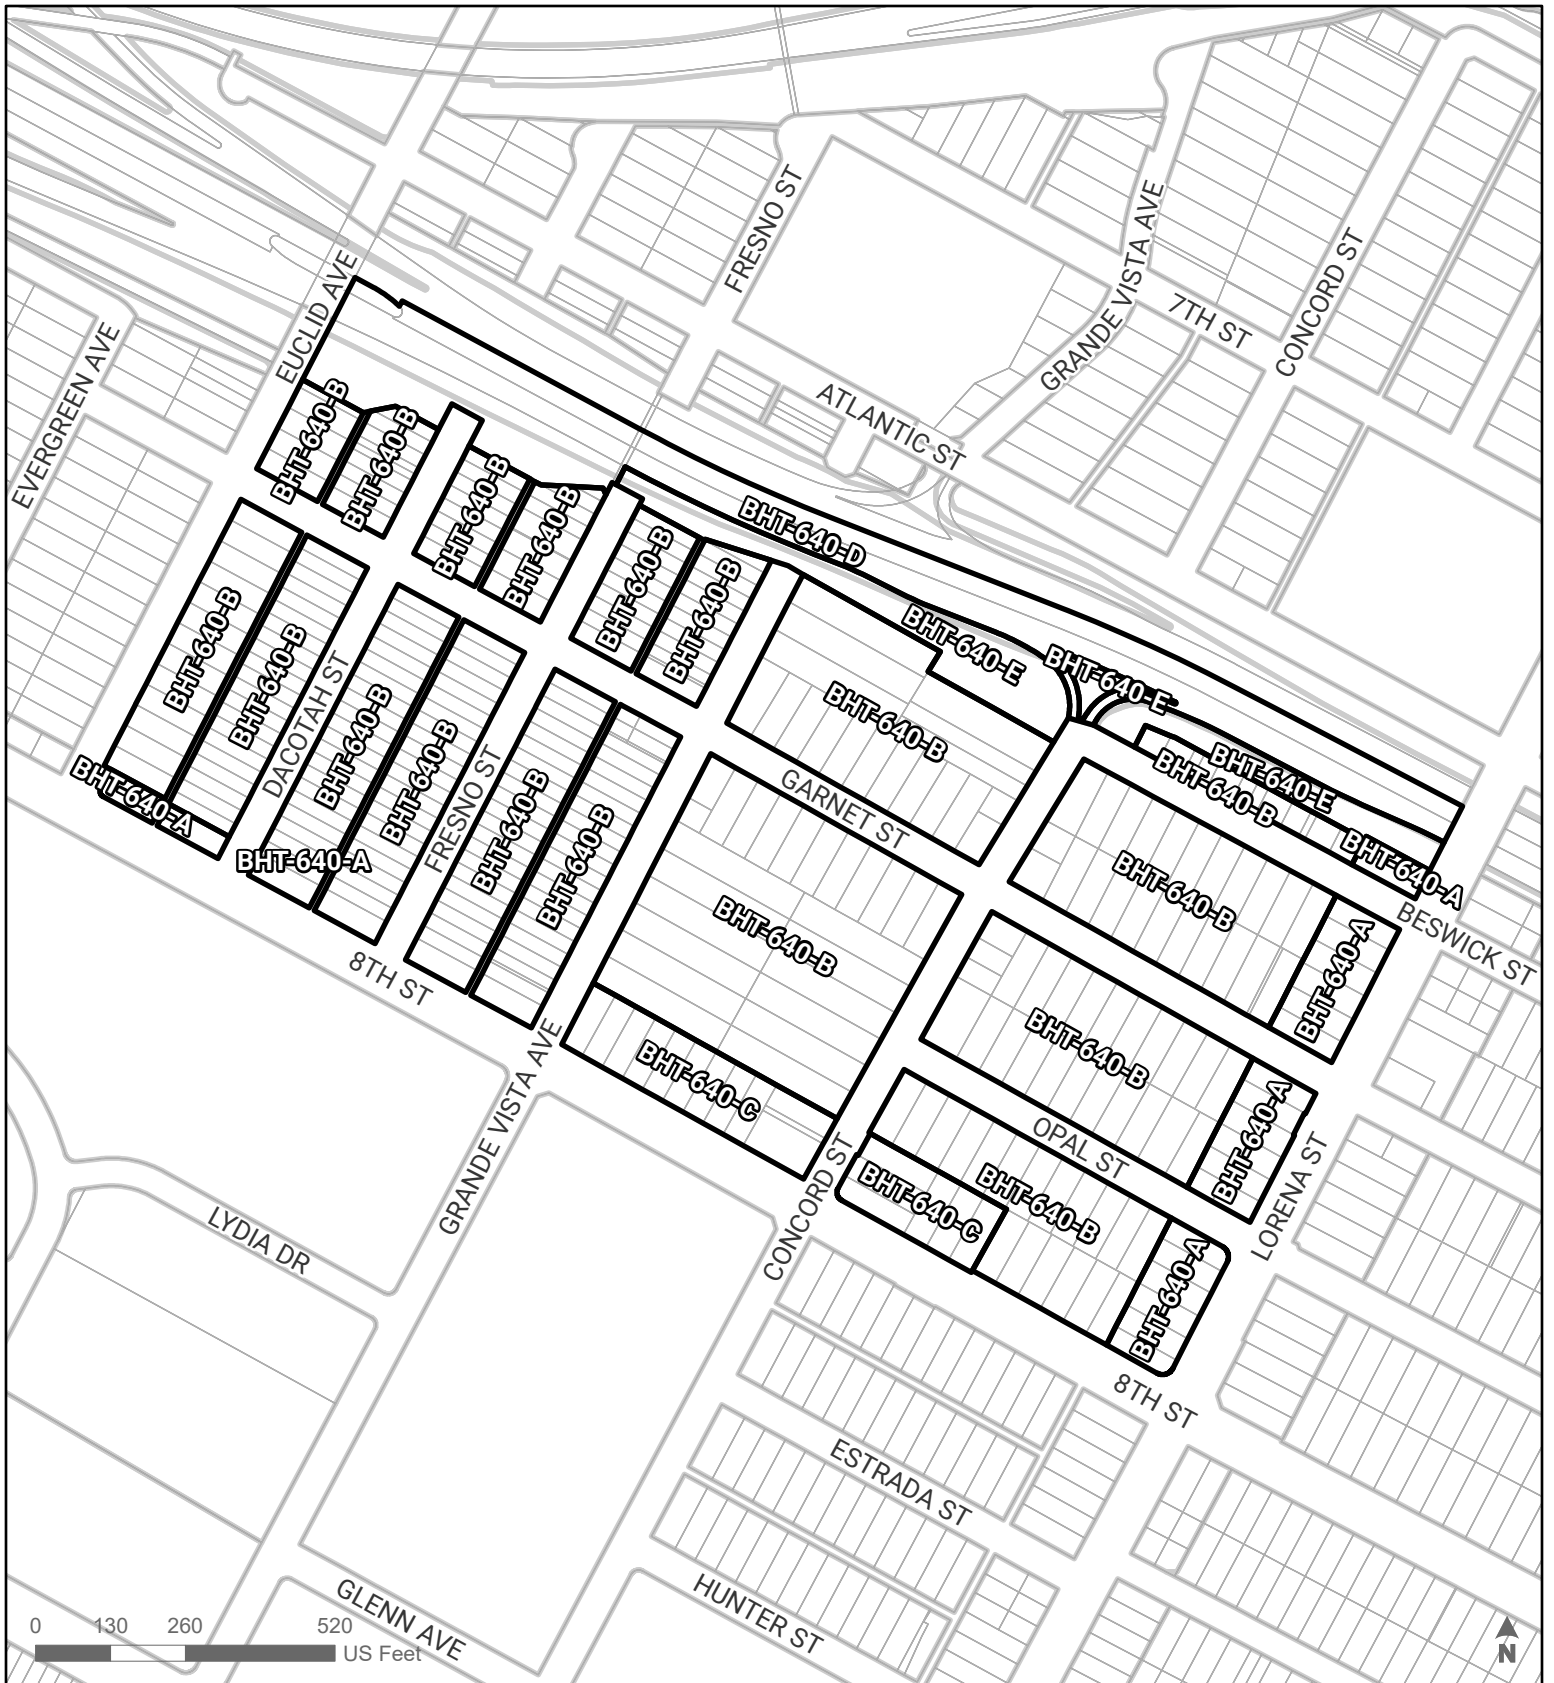 FRESNO ST
GRANDE VISTA AVE
CONCORD ST
7TH ST
EUCLID AVE
EVERGREEN AVE
ATLANTIC ST
BHT-640-B
BHT-640-B
BHT-640-B
BHT-640-B
BHT-640-D
BHT-640-B
BHT-640-B
BHT-640-E
BHT-640-E
BHT-640-B
BHT-640-B
BHT-640-B
BHT-640-B
BHT-640-B
BHT-640-E
BHT-640-B
BHT-640-A
DACOTAH ST
FRESNO ST
BHT-640-A
BHT-640-A
BHT-640-B
BHT-640-B
GARNET ST
BHT-640-B
BHT-640-A
BESWICK ST
BHT-640-B
8TH ST
BHT-640-B
BHT-640-A
BHT-640-C
OPAL ST
GRANDE VISTA AVE
CONCORD ST
BHT-640-C
BHT-640-B
LORENA ST
LYDIA DR
BHT-640-A
8TH ST
ESTRADA ST
GLENN AVE
HUNTER ST
0 130 260 520
US Feet
N